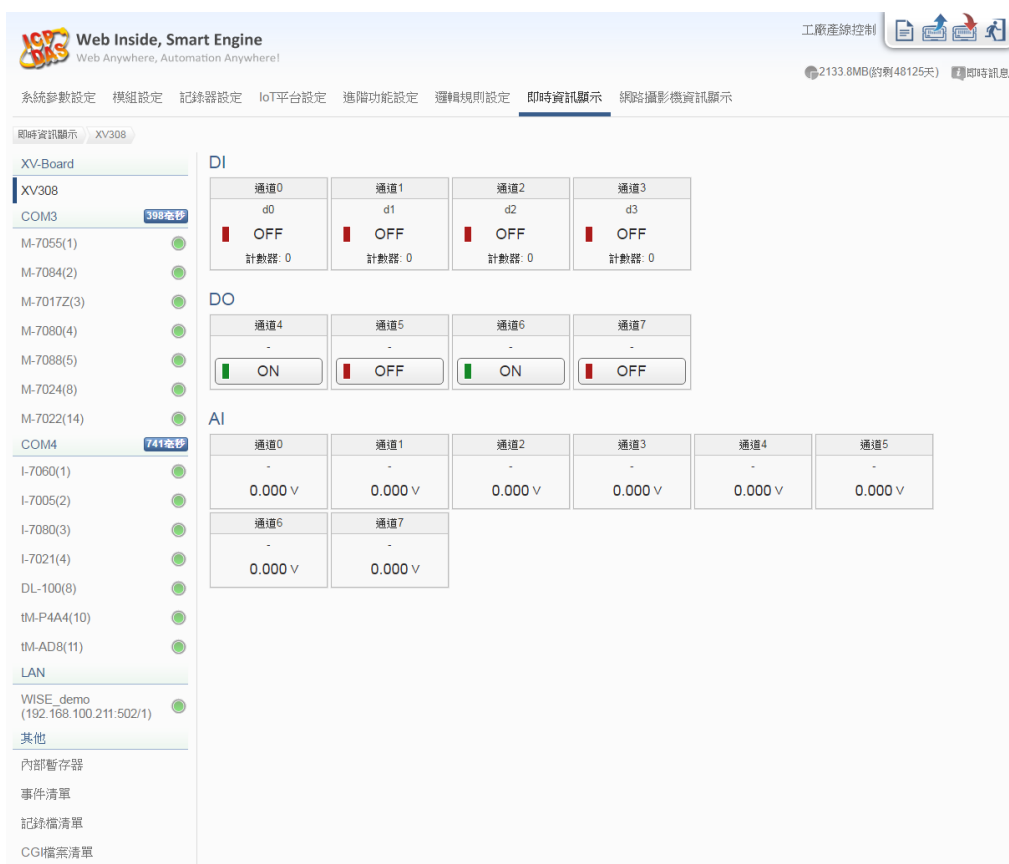 ICP DAS
Web Inside, Smart Engine
Web Anywhere, Automation Anywhere!
工廠產線控制
2133.8MB(約剩48125天) 即時訊息
系統參數設定 模組設定 記錄器設定 IoT平台設定 進階功能設定 邏輯規則設定 即時資訊顯示 網路攝影機資訊顯示
即時資訊顯示 XV308
XV-Board
XV308
COM3 398毫秒
M-7055(1)
M-7084(2)
M-7017Z(3)
M-7080(4)
M-7088(5)
M-7024(8)
M-7022(14)
COM4 741毫秒
I-7060(1)
I-7005(2)
I-7080(3)
I-7021(4)
DL-100(8)
tM-P4A4(10)
tM-AD8(11)
LAN
WISE_demo
(192.168.100.211:502/1)
其他
內部暫存器
事件清單
記錄檔清單
CGI檔案清單
DI
通道0 通道1 通道2 通道3
d0 d1 d2 d3
OFF OFF OFF OFF
計數器: 0 計數器: 0 計數器: 0 計數器: 0
DO
通道4 通道5 通道6 通道7
- - - -
ON OFF ON OFF
AI
通道0 通道1 通道2 通道3 通道4 通道5
- - - - - -
0.000 V 0.000 V 0.000 V 0.000 V 0.000 V 0.000 V
通道6 通道7
- -
0.000 V 0.000 V